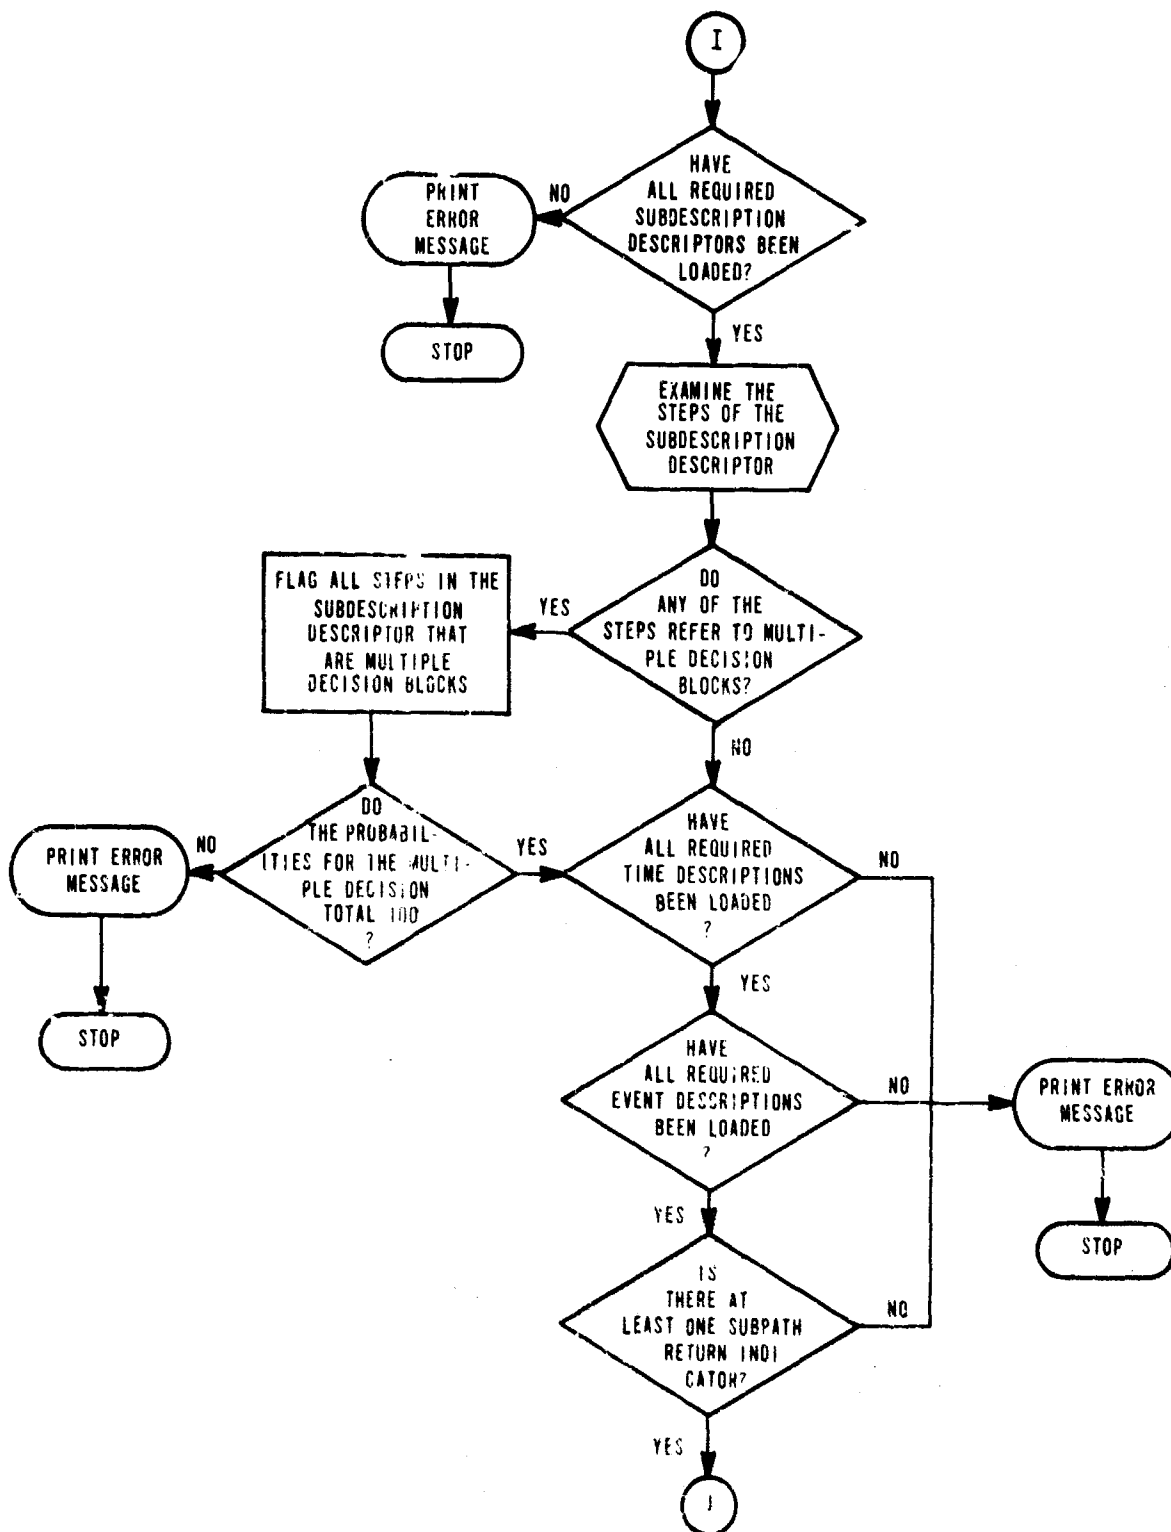 I
HAVE
ALL REQUIRED
SUBDESCRIPTION
DESCRIPTORS BEEN
LOADED?
NO
PRINT
ERROR
MESSAGE
STOP
YES
EXAMINE THE
STEPS OF THE
SUBDESCRIPTION
DESCRIPTOR
DO
ANY OF THE
STEPS REFER TO MULTI-
PLE DECISION
BLOCKS?
YES
FLAG ALL STEPS IN THE
SUBDESCRIPTION
DESCRIPTOR THAT
ARE MULTIPLE
DECISION BLOCKS
NO
DO
THE PROBABIL-
ITIES FOR THE MULTI-
PLE DECISION
TOTAL 100
?
NO
PRINT ERROR
MESSAGE
STOP
YES
HAVE
ALL REQUIRED
TIME DESCRIPTIONS
BEEN LOADED
?
NO
YES
HAVE
ALL REQUIRED
EVENT DESCRIPTIONS
BEEN LOADED
?
NO
PRINT ERROR
MESSAGE
STOP
YES
IS
THERE AT
LEAST ONE SUBPATH
RETURN INDI
CATOR?
NO
YES